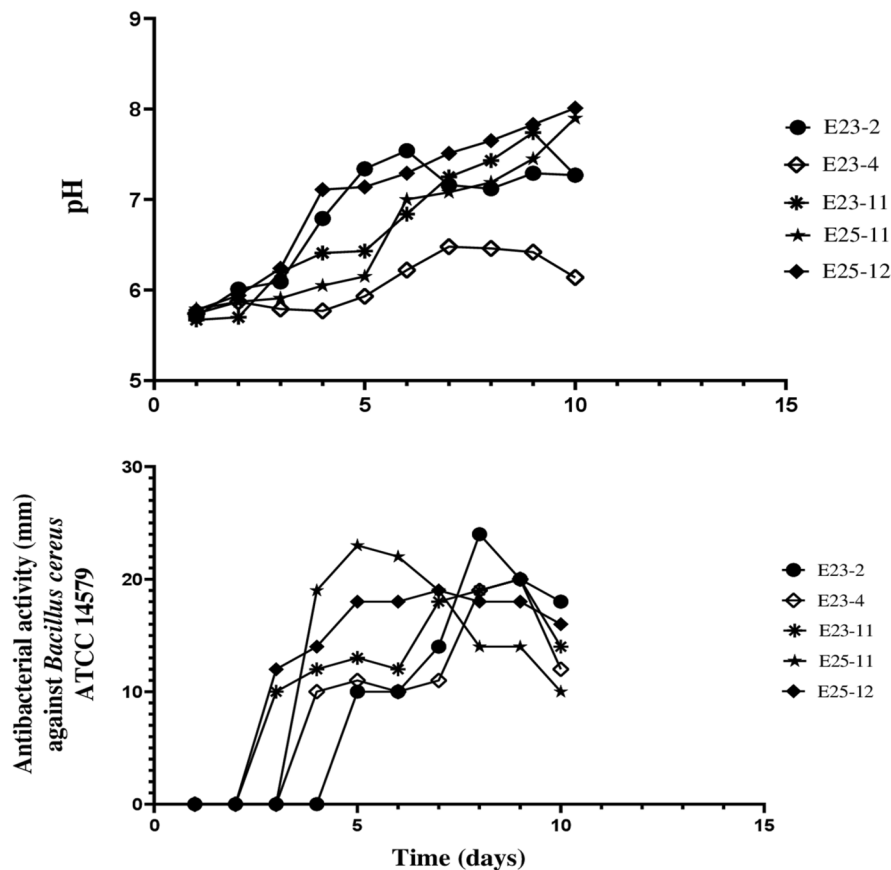 9
8
7
6
5
pH
0
5
10
15
E23-2
E23-4
E23-11
E25-11
E25-12
30
20
10
0
Antibacterial activity (mm)
against Bacillus cereus
ATCC 14579
0
5
10
15
Time (days)
E23-2
E23-4
E23-11
E25-11
E25-12